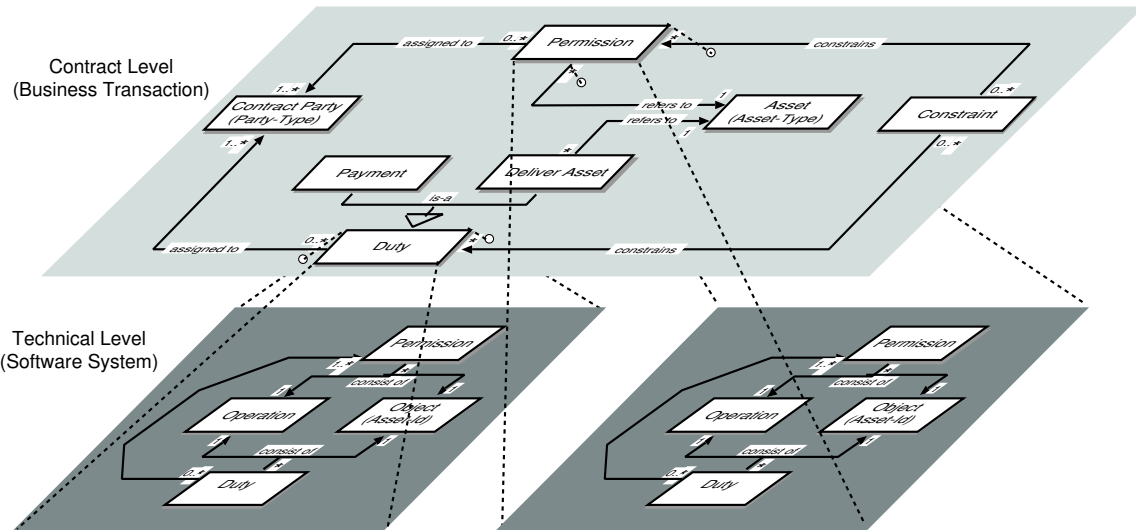 Contract Level
(Business Transaction)
assigned to
0..*
Permission
*
constrains
*
1..*
Contract Party
(Party-Type)
1..*
refers to
1
Asset
(Asset-Type)
refers to
1
0..*
Constraint
0..*
*
Payment
Deliver Asset
is-a
assigned to
0..*
Duty
*
constrains
Technical Level
(Software System)
Permission
1..*
*
consist of
1
1
Operation
Object
(Asset-Id)
1
1
consist of
0..*
*
Duty
Permission
1..*
*
consist of
1
1
Operation
Object
(Asset-Id)
1
1
consist of
0..*
*
Duty